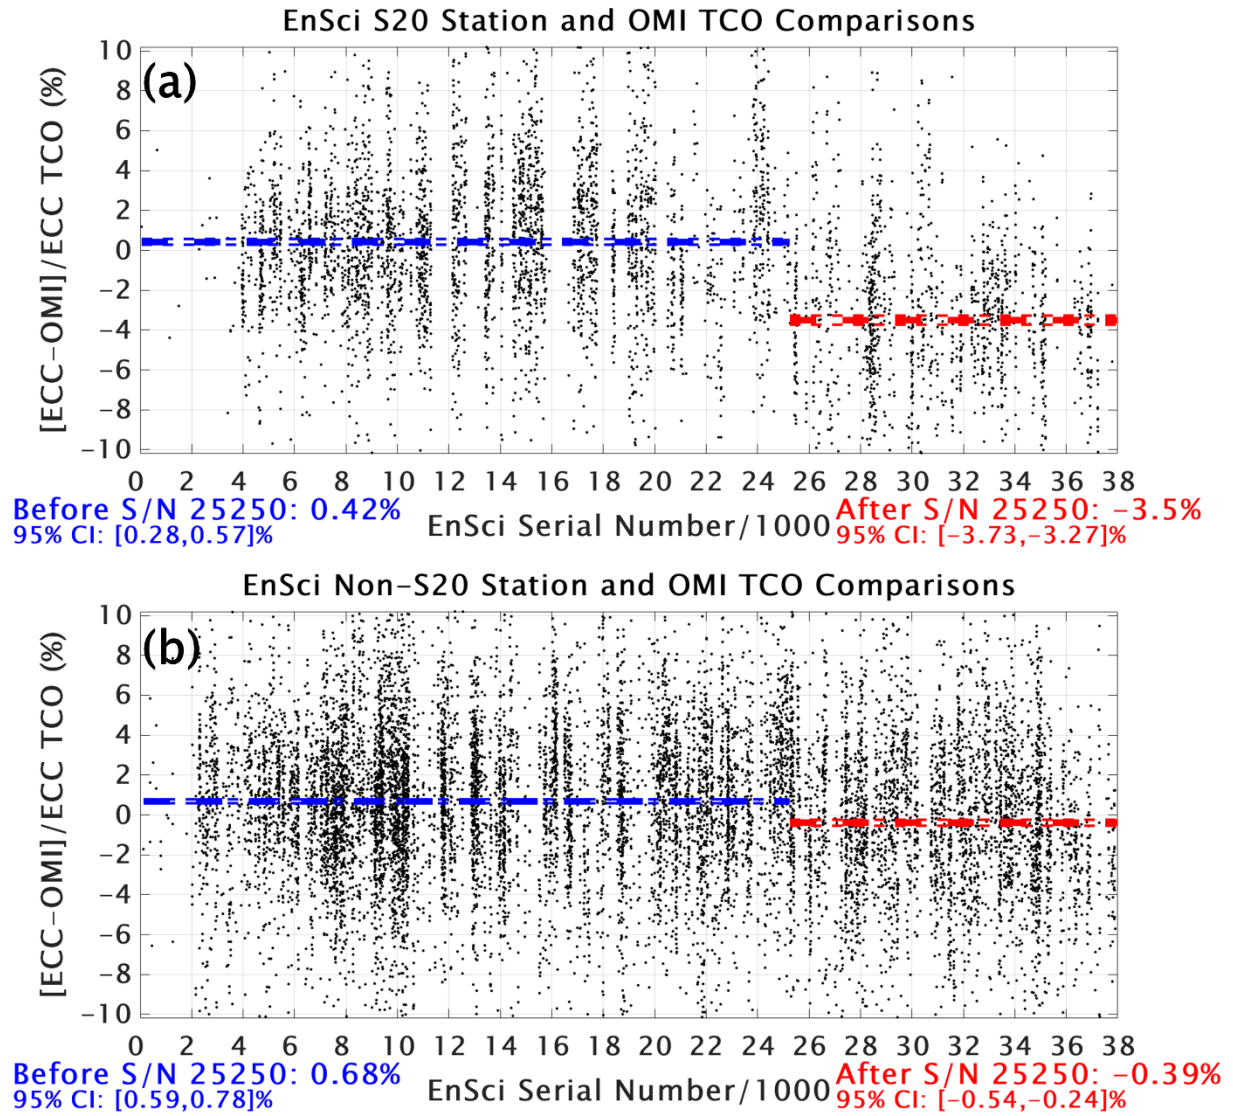 EnSci S20 Station and OMI TCO Comparisons
(a)
[ECC-OMI]/ECC TCO (%)
10
8
6
4
2
0
−2
−4
−6
−8
−10
0 2 4 6 8 10 12 14 16 18 20 22 24 26 28 30 32 34 36 38
Before S/N 25250: 0.42%
95% CI: [0.28,0.57]%
EnSci Serial Number/1000
After S/N 25250: −3.5%
95% CI: [−3.73,−3.27]%
EnSci Non−S20 Station and OMI TCO Comparisons
(b)
[ECC-OMI]/ECC TCO (%)
10
8
6
4
2
0
−2
−4
−6
−8
−10
0 2 4 6 8 10 12 14 16 18 20 22 24 26 28 30 32 34 36 38
Before S/N 25250: 0.68%
95% CI: [0.59,0.78]%
EnSci Serial Number/1000
After S/N 25250: −0.39%
95% CI: [−0.54,−0.24]%